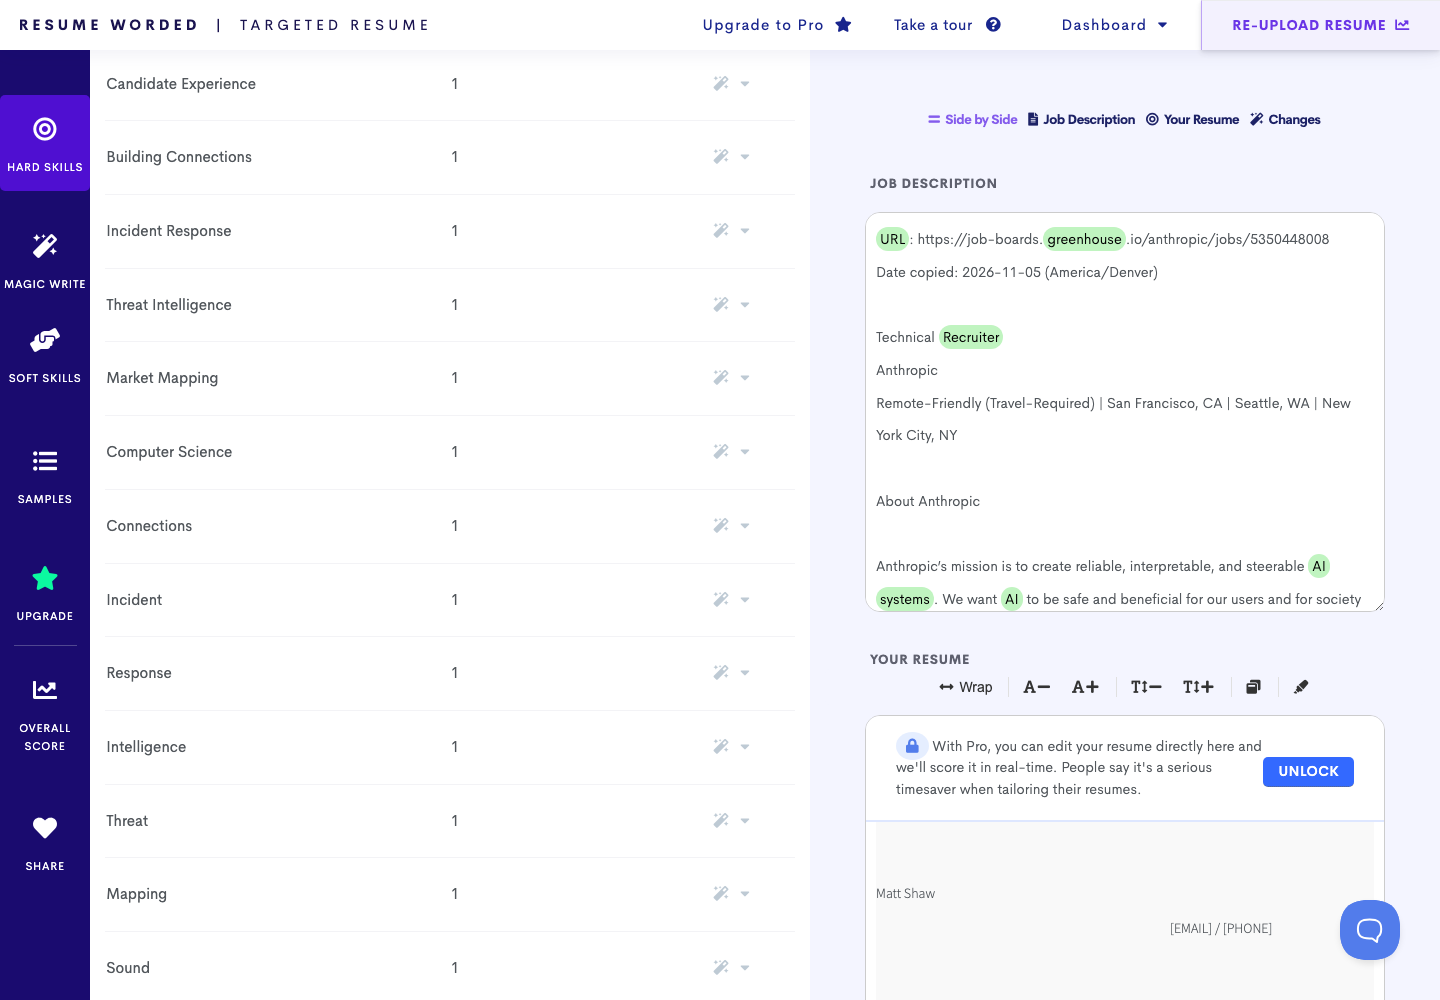 RESUME WORDED | TARGETED RESUME
Upgrade to Pro
Take a tour
Dashboard
RE-UPLOAD RESUME
HARD SKILLS
MAGIC WRITE
SOFT SKILLS
SAMPLES
UPGRADE
OVERALL
SCORE
SHARE
Candidate Experience 1
Building Connections 1
Incident Response 1
Threat Intelligence 1
Market Mapping 1
Computer Science 1
Connections 1
Incident 1
Response 1
Intelligence 1
Threat 1
Mapping 1
Sound 1
Side by Side
Job Description
Your Resume
Changes
JOB DESCRIPTION
URL: https://job-boards.greenhouse.io/anthropic/jobs/5350448008
Date copied: 2026-11-05 (America/Denver)
Technical Recruiter
Anthropic
Remote-Friendly (Travel-Required) | San Francisco, CA | Seattle, WA | New
York City, NY
About Anthropic
Anthropic’s mission is to create reliable, interpretable, and steerable AI
systems. We want AI to be safe and beneficial for our users and for society
YOUR RESUME
Wrap
A
A
T
T
With Pro, you can edit your resume directly here and
we'll score it in real-time. People say it's a serious
timesaver when tailoring their resumes.
UNLOCK
Matt Shaw
[EMAIL] / [PHONE]